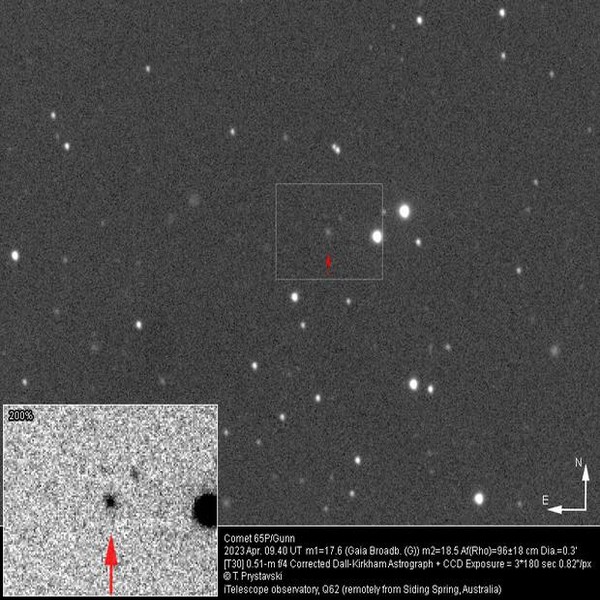 N
E
200%
Comet 65P/Gunn
2023 Apr. 09.40 UT m1=17.6 (Gaia Broadb. (G)) m2=18.5 Af(Rho)=96±18 cm Dia.=0.3'
[T30] 0.51-m f/4 Corrected Dall-Kirkham Astrograph + CCD Exposure = 3*180 sec 0.82"/px
© T. Prystavski
iTelescope observatory, Q62 (remotely from Siding Spring, Australia)